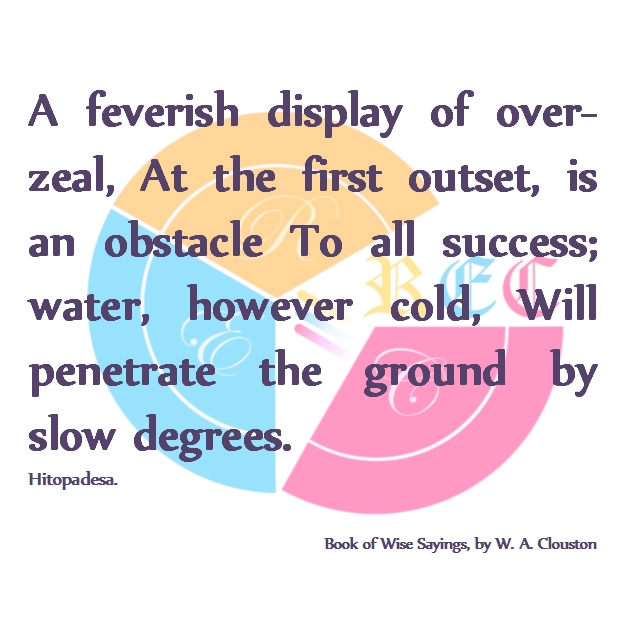 A feverish display of over-
zeal, At the first outset, is
an obstacle To all success;
water, however cold, Will
penetrate the ground by
slow degrees.
Hitopadesa.
Book of Wise Sayings, by W. A. Clouston
R
BEC
E
C